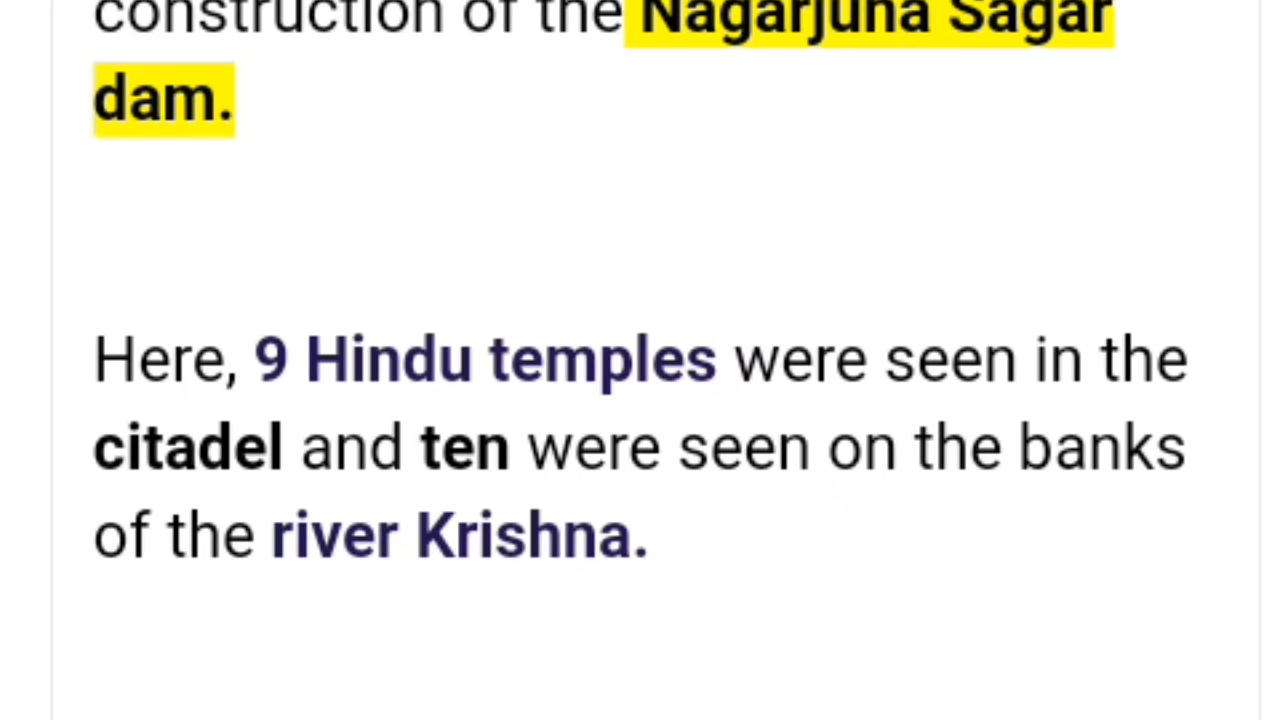 construction of the Nagarjuna Sagar
dam.
Here, 9 Hindu temples were seen in the
citadel and ten were seen on the banks
of the river Krishna.